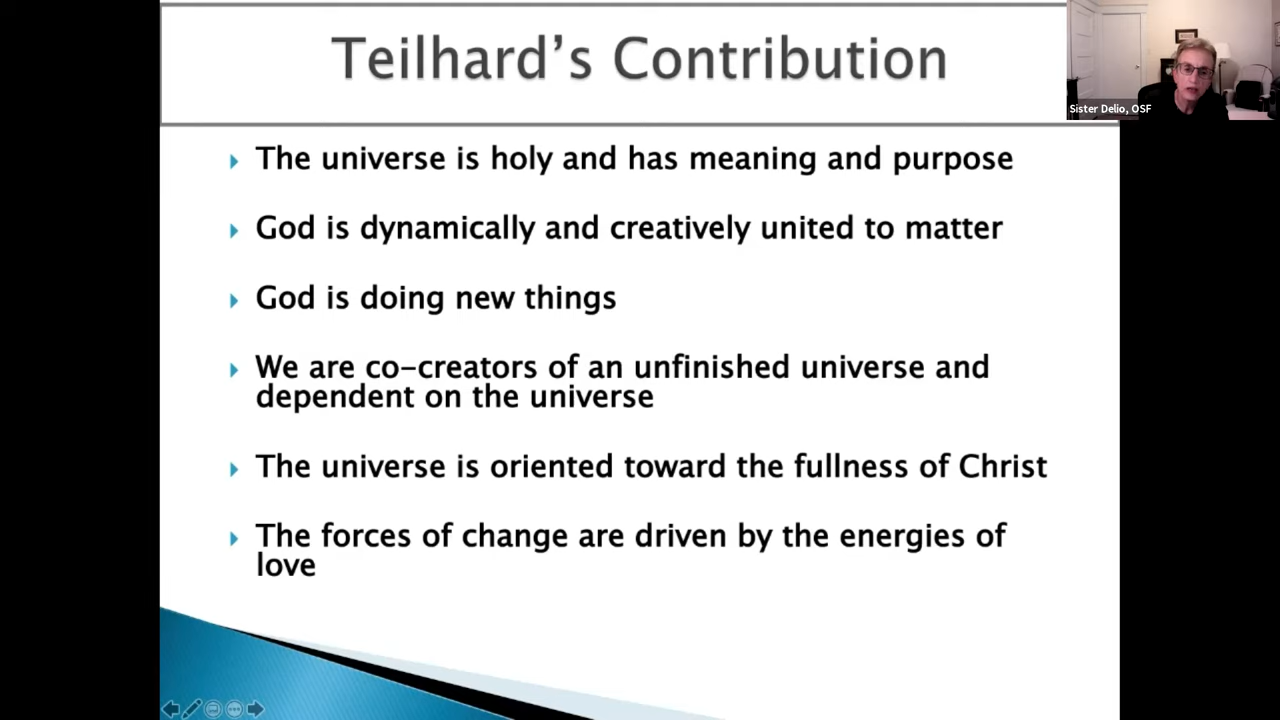 Teilhard's Contribution
Sister Delio, OSF
The universe is holy and has meaning and purpose
God is dynamically and creatively united to matter
God is doing new things
We are co-creators of an unfinished universe and
dependent on the universe
The universe is oriented toward the fullness of Christ
The forces of change are driven by the energies of
love